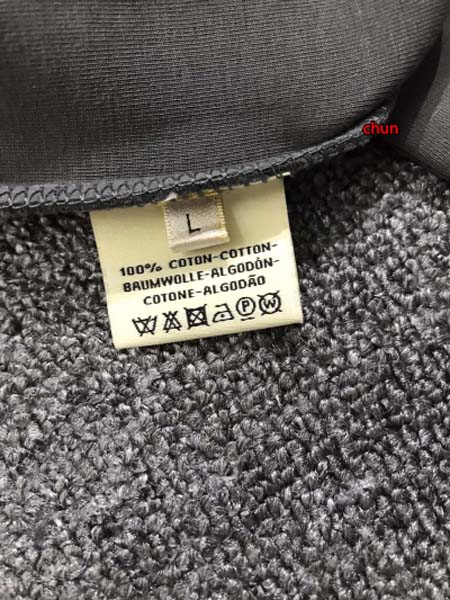 chun
L
100% COTON-COTTON-
BAUMWOLLE-ALGODÓN-
COTONE-ALGODÃO
P W